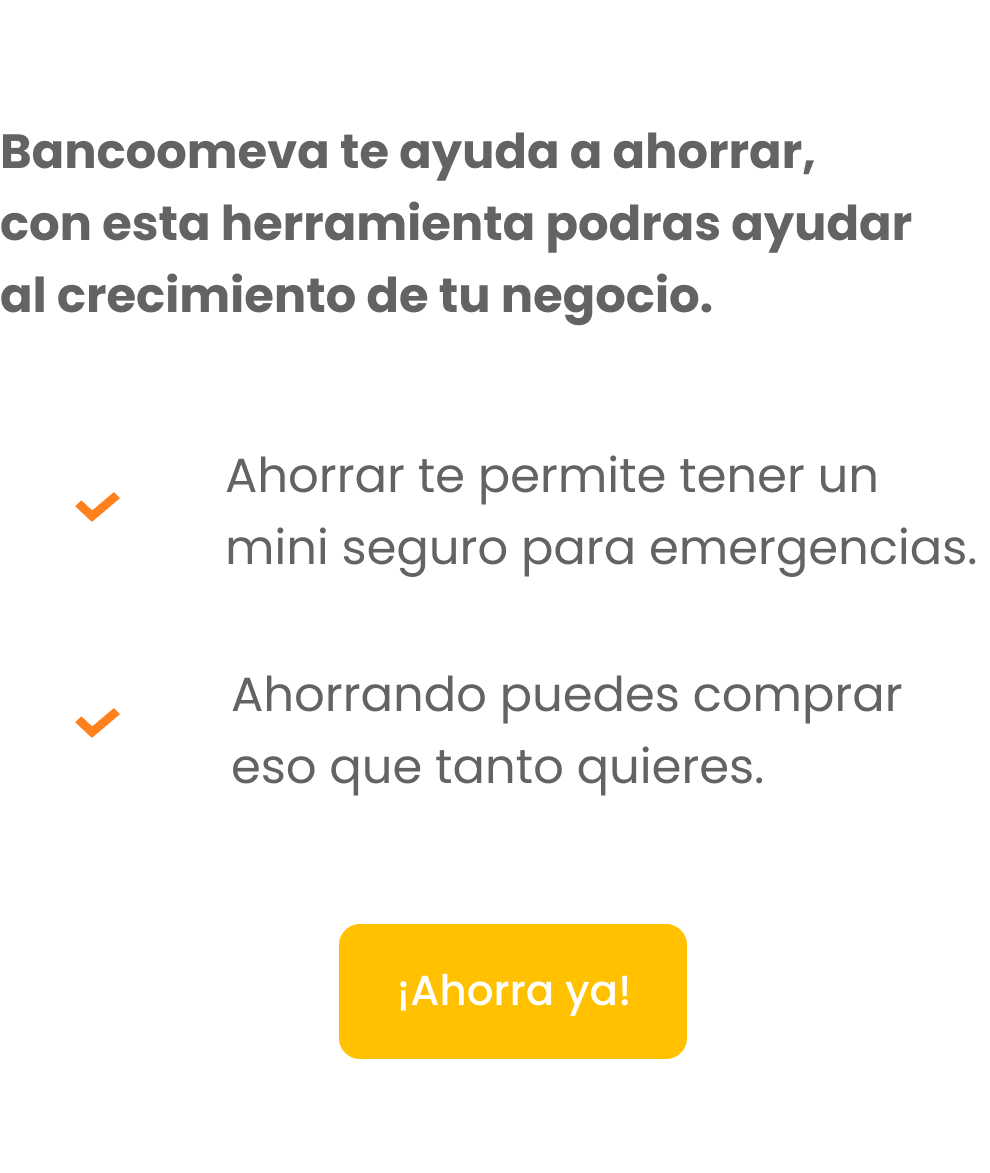 Bancoomeva te ayuda a ahorrar,
con esta herramienta podras ayudar
al crecimiento de tu negocio.
Ahorrar te permite tener un
mini seguro para emergencias.
Ahorrando puedes comprar
eso que tanto quieres.
¡Ahorra ya!